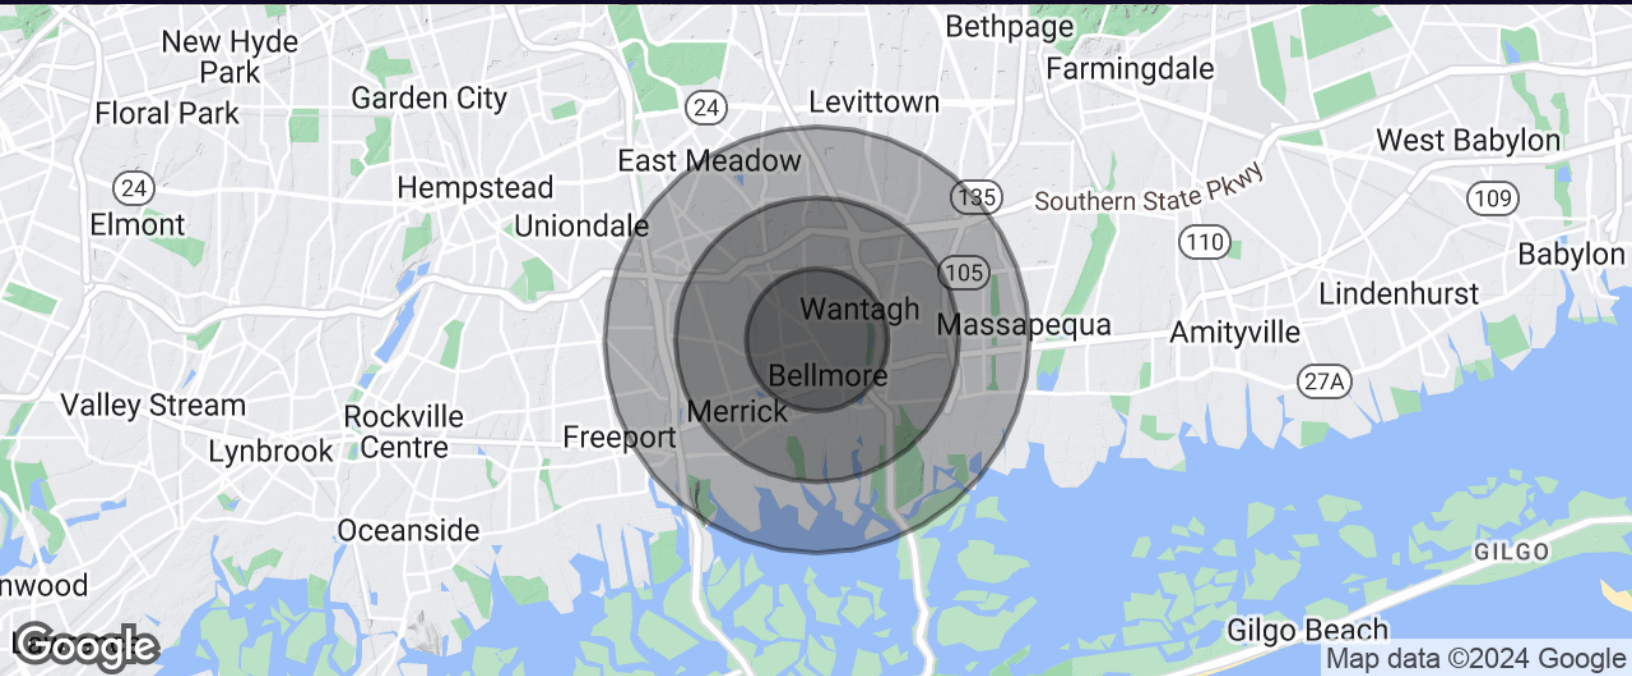 Bethpage
New Hyde
Park
Farmingdale
Garden City
Levittown
24
Floral Park
West Babylon
East Meadow
24
Hempstead
135
Southern State Pkwy
109
Elmont
Uniondale
110
Babylon
105
Lindenhurst
Wantagh
Massapequa
Amityville
Bellmore
27A
Valley Stream
Rockville
Centre
Merrick
Freeport
Lynbrook
Oceanside
GILGO
nwood
Gilgo Beach
Google
Map data ©2024 Google